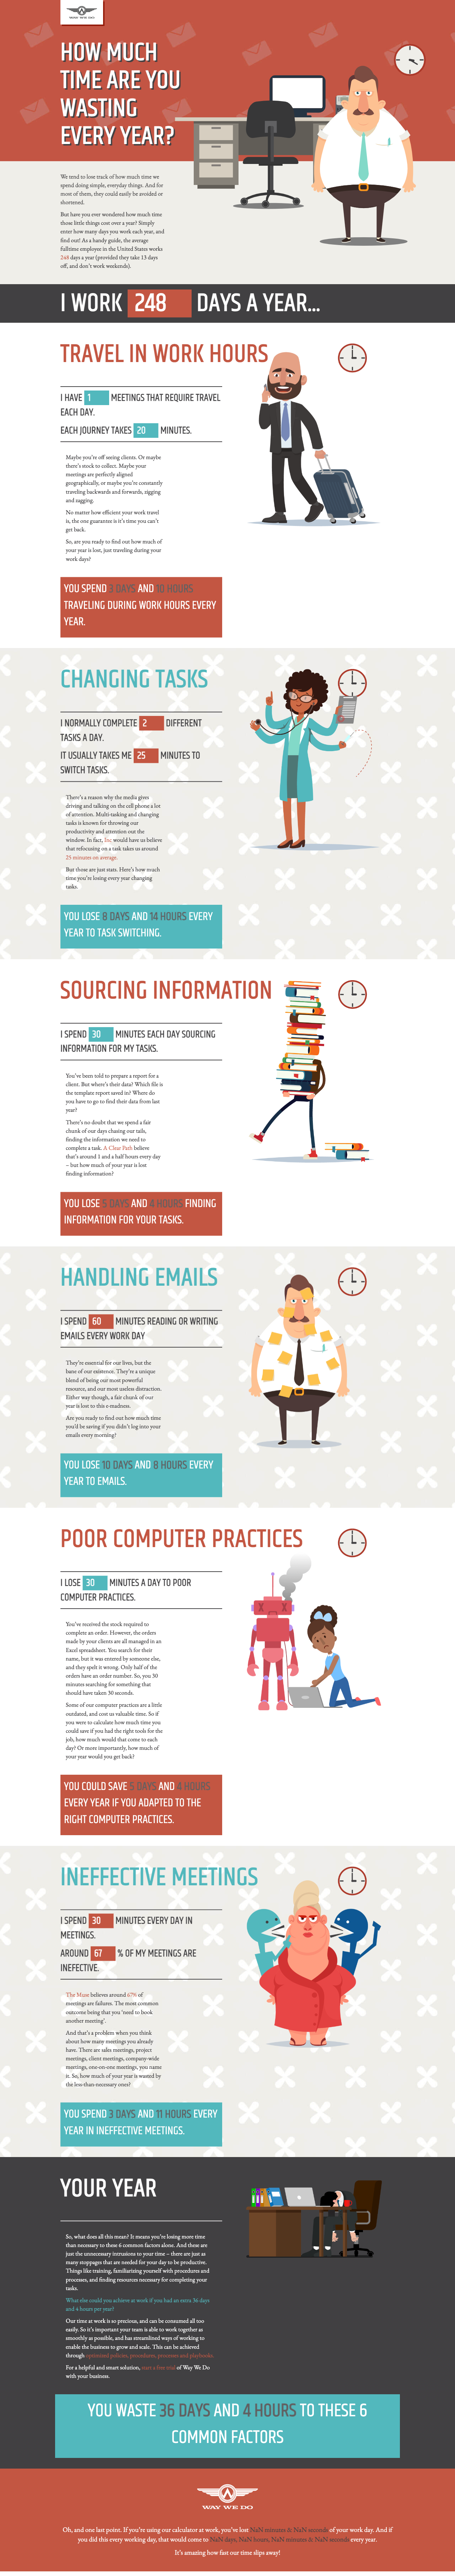 WAY WE DO
HOW MUCH
TIME ARE YOU
WASTING
EVERY YEAR?
We tend to lose track of how much time we
spend doing simple, everyday things. And for
most of them, they could easily be avoided or
shortened.
But have you ever wondered how much time
those little things cost over a year? Simply
enter how many days you work each year, and
find out! As a handy guide, the average
fulltime employee in the United States works
248 days a year (provided they take 13 days
off, and don't work weekends).
I WORK 248 DAYS A YEAR...
TRAVEL IN WORK HOURS
I HAVE 1 MEETINGS THAT REQUIRE TRAVEL
EACH DAY.
EACH JOURNEY TAKES 20 MINUTES.
Maybe you're off seeing clients. Or maybe
there's stock to collect. Maybe your
meetings are perfectly aligned
geographically, or maybe you're constantly
traveling backwards and forwards, zigging
and zagging.
No matter how efficient your work travel
is, the one guarantee is it's time you can't
get back.
So, are you ready to find out how much of
your year is lost, just traveling during your
work days?
YOU SPEND 3 DAYS AND 10 HOURS
TRAVELING DURING WORK HOURS EVERY
YEAR.
CHANGING TASKS
I NORMALLY COMPLETE 2 DIFFERENT
TASKS A DAY.
IT USUALLY TAKES ME 25 MINUTES TO
SWITCH TASKS.
There's a reason why the media gives
driving and talking on the cell phone a lot
of attention. Multi-tasking and changing
tasks is known for throwing our
productivity and attention out the
window. In fact, Inc would have us believe
that refocusing on a task takes us around
25 minutes on average.
But those are just stats. Here's how much
time you're losing every year changing
tasks.
YOU LOSE 8 DAYS AND 14 HOURS EVERY
YEAR TO TASK SWITCHING.
SOURCING INFORMATION
I SPEND 30 MINUTES EACH DAY SOURCING
INFORMATION FOR MY TASKS.
You've been told to prepare a report for a
client. But where's their data? Which file is
the template report saved in? Where do
you have to go to find their data from last
year?
There's no doubt that we spend a fair
chunk of our days chasing our tails,
finding the information we need to
complete a task. A Clear Path believe
that's around 1 and a half hours every day
– but how much of your year is lost
finding information?
YOU LOSE 5 DAYS AND 4 HOURS FINDING
INFORMATION FOR YOUR TASKS.
HANDLING EMAILS
I SPEND 60 MINUTES READING OR WRITING
EMAILS EVERY WORK DAY
They're essential for our lives, but the
bane of our existence. They're a unique
blend of being our most powerful
resource, and our most useless distraction.
Either way though, a fair chunk of our
year is lost to this e-readness.
Are you ready to find out how much time
you'd be saving if you didn't log into your
emails every morning?
YOU LOSE 10 DAYS AND 8 HOURS EVERY
YEAR TO EMAILS.
POOR COMPUTER PRACTICES
I LOSE 30 MINUTES A DAY TO POOR
COMPUTER PRACTICES.
You've received the stock required to
complete an order. However, the orders
made by your clients are all managed in an
Excel spreadsheet. You search for their
name, but it was entered by someone else,
and they spelt it wrong. Only half of the
orders have an order number. So, you 30
minutes searching for something that
should have taken 30 seconds.
Some of our computer practices are a little
outdated, and cost us valuable time. So if
you were to calculate how much time you
could save if you had the right tools for the
job, how much would that come to each
day? Or more importantly, how much of
your year would you get back?
YOU COULD SAVE 5 DAYS AND 4 HOURS
EVERY YEAR IF YOU ADAPTED TO THE
RIGHT COMPUTER PRACTICES.
INEFFECTIVE MEETINGS
I SPEND 30 MINUTES EVERY DAY IN
MEETINGS.
AROUND 67 % OF MY MEETINGS ARE
INEFECTIVE.
The Muse believes around 67% of
meetings are failures. The most common
outcome being that you 'need to book
another meeting'.
And that's a problem when you think
about how many meetings you already
have. There are sales meetings, project
meetings, client meetings, company-wide
meetings, one-on-one meetings, you name
it. So, how much of your year is wasted by
the less-than-necessary ones?
YOU SPEND 3 DAYS AND 11 HOURS EVERY
YEAR IN INEFFECTIVE MEETINGS.
YOUR YEAR
So, what does all this mean? It means you're losing more time
than necessary to these 6 common factors alone. And these are
just the unnecessary intrusions to your time – there are just as
many stoppages that are needed for your day to be productive.
Things like training, familiarizing yourself with procedures and
processes, and finding resources necessary for completing your
tasks.
What else could you achieve at work if you had an extra 36 days
and 4 hours per year?
Our time at work is so precious, and can be consumed all too
easily. So it's important your team is able to work together as
smoothly as possible, and has streamlined ways of working to
enable the business to grow and scale. This can be achieved
through optimized policies, procedures, processes and playbooks.
For a helpful and smart solution, start a free trial of Way We Do
with your business.
YOU WASTE 36 DAYS AND 4 HOURS TO THESE 6
COMMON FACTORS
WAY WE DO
Oh, and one last point. If you're using our calculator at work, you've lost NaN minutes & NaN seconds of your work day. And if
you did this every working day, that would come to NaN days, NaN hours, NaN minutes & NaN seconds every year.
It's amazing how fast our time slips away!